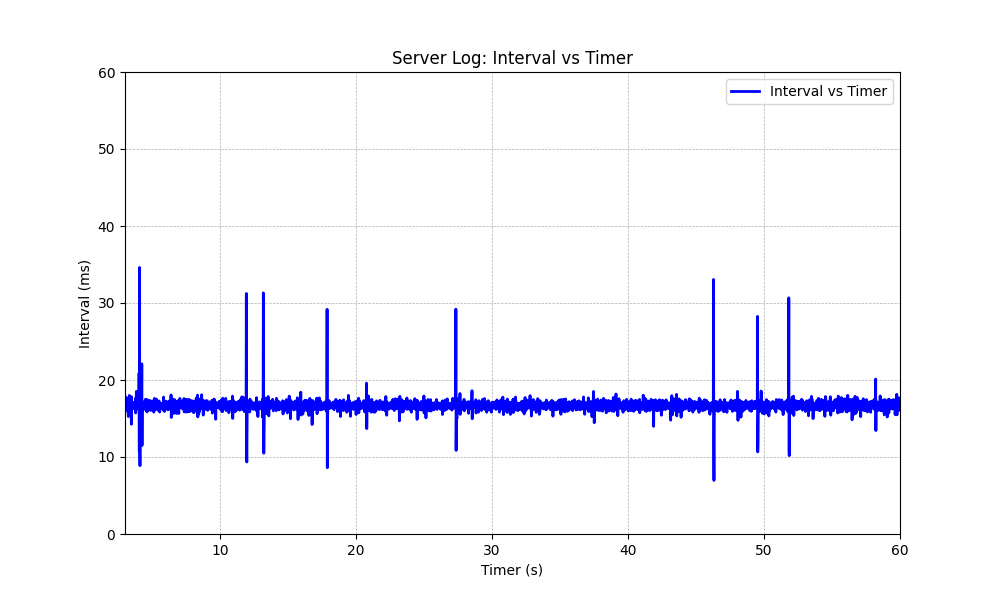 Server Log: Interval vs Timer
Interval vs Timer
60
50
40
30
20
10
0
Interval (ms)
10 20 30 40 50 60
Timer (s)